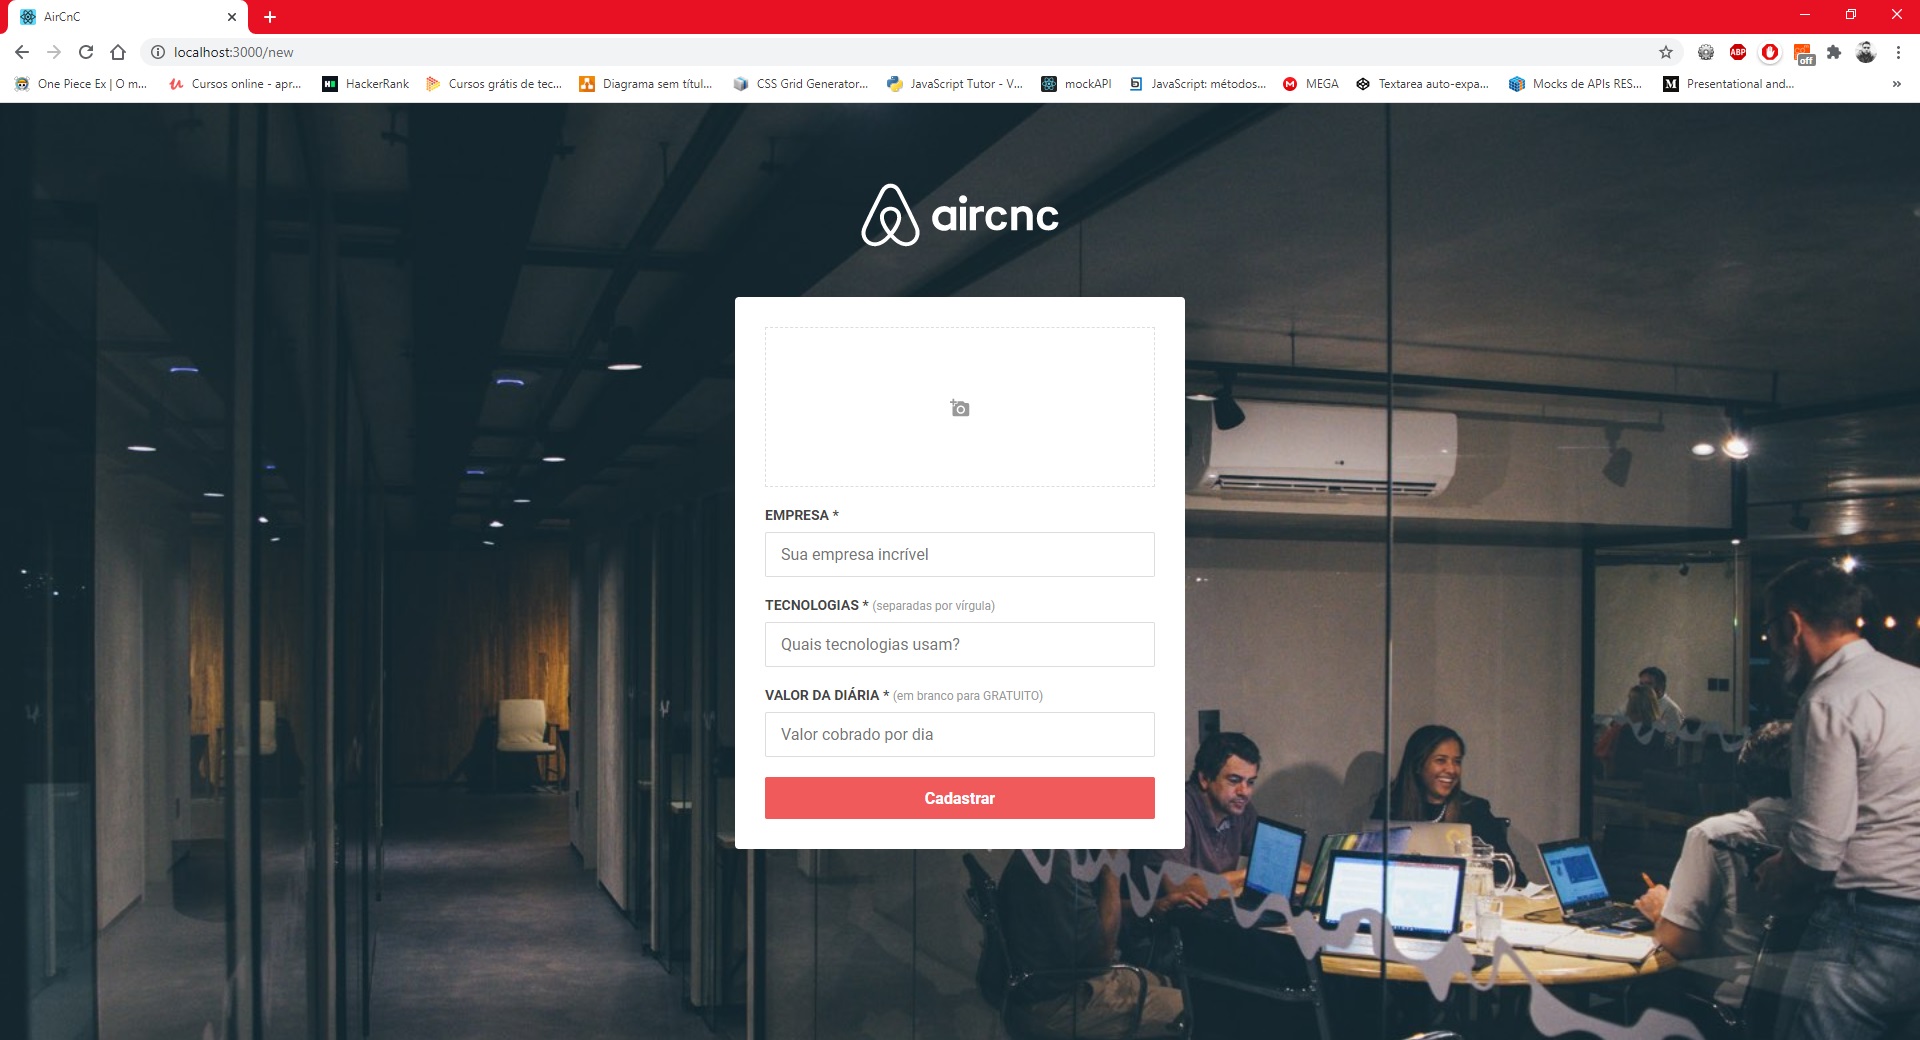 AirCnC
localhost:3000/new
ABP
off
One Piece Ex | O m...
Cursos online - apr...
HackerRank
Cursos grátis de tec...
Diagrama sem títul...
CSS Grid Generator...
JavaScript Tutor - V...
mockAPI
JavaScript: métodos...
MEGA
Textarea auto-expa...
Mocks de APIs RES...
Presentational and...
aircnc
EMPRESA *
Sua empresa incrível
TECNOLOGIAS * (separadas por vírgula)
Quais tecnologias usam?
VALOR DA DIÁRIA * (em branco para GRATUITO)
Valor cobrado por dia
Cadastrar